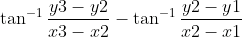 tan⁻¹ (y3 − y2)/(x3 − x2) − tan⁻¹ (y2 − y1)/(x2 − x1)